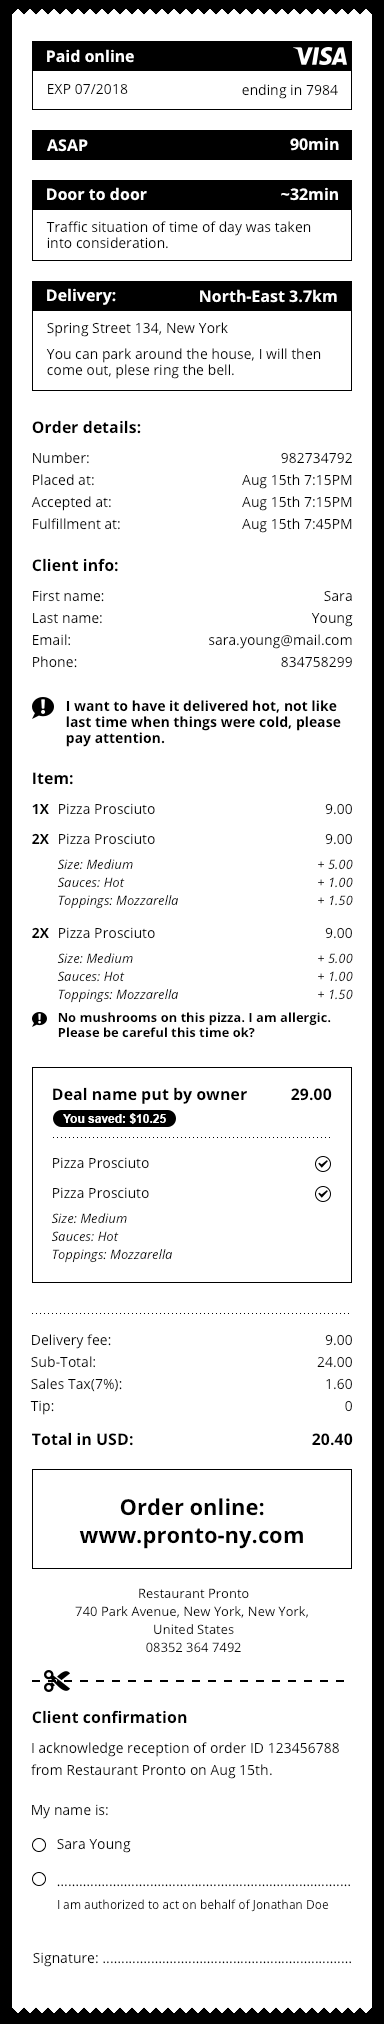 Paid online VISA
EXP 07/2018 ending in 7984
ASAP 90min
Door to door ~32min
Traffic situation of time of day was taken
into consideration.
Delivery: North-East 3.7km
Spring Street 134, New York
You can park around the house, I will then
come out, plese ring the bell.
Order details:
Number: 982734792
Placed at: Aug 15th 7:15PM
Accepted at: Aug 15th 7:15PM
Fulfillment at: Aug 15th 7:45PM
Client info:
First name: Sara
Last name: Young
Email: sara.young@mail.com
Phone: 834758299
I want to have it delivered hot, not like
last time when things were cold, please
pay attention.
Item:
1X Pizza Prosciuto 9.00
2X Pizza Prosciuto 9.00
Size: Medium + 5.00
Sauces: Hot + 1.00
Toppings: Mozzarella + 1.50
2X Pizza Prosciuto 9.00
Size: Medium + 5.00
Sauces: Hot + 1.00
Toppings: Mozzarella + 1.50
No mushrooms on this pizza. I am allergic.
Please be careful this time ok?
Deal name put by owner 29.00
You saved: $10.25
Pizza Prosciuto
Pizza Prosciuto
Size: Medium
Sauces: Hot
Toppings: Mozzarella
Delivery fee: 9.00
Sub-Total: 24.00
Sales Tax(7%): 1.60
Tip: 0
Total in USD: 20.40
Order online:
www.pronto-ny.com
Restaurant Pronto
740 Park Avenue, New York, New York,
United States
08352 364 7492
Client confirmation
I acknowledge reception of order ID 123456788
from Restaurant Pronto on Aug 15th.
My name is:
Sara Young
I am authorized to act on behalf of Jonathan Doe
Signature: